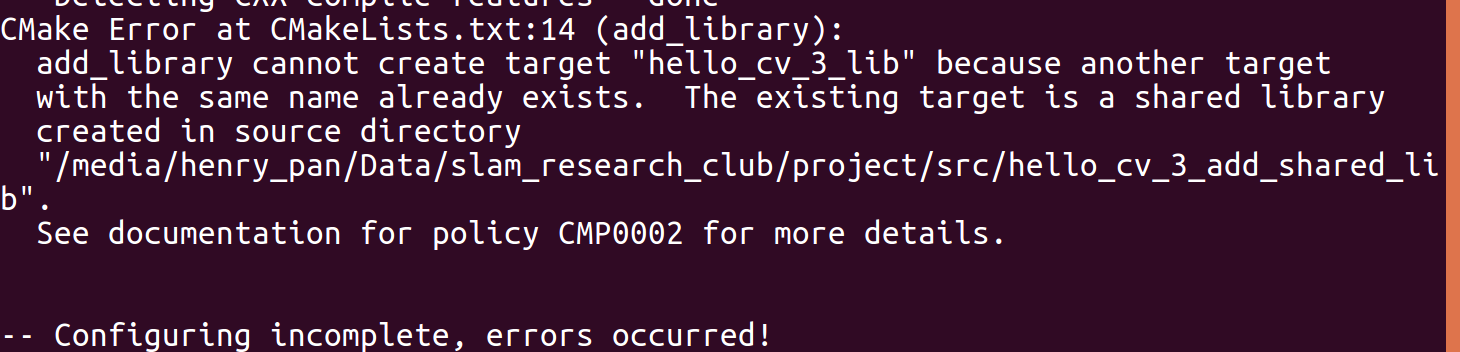 Detecting CXX compile features - done
CMake Error at CMakeLists.txt:14 (add_library):
  add_library cannot create target "hello_cv_3_lib" because another target
  with the same name already exists.  The existing target is a shared library
  created in source directory
  "/media/henry_pan/Data/slam_research_club/project/src/hello_cv_3_add_shared_li
b".
  See documentation for policy CMP0002 for more details.
-- Configuring incomplete, errors occurred!